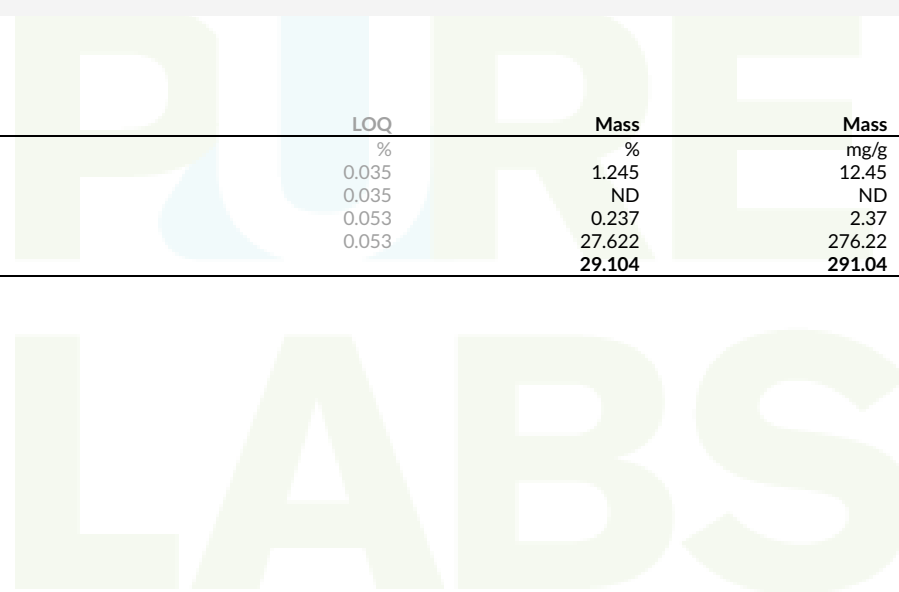 PURE
LOQ Mass Mass
% % mg/g
0.035 1.245 12.45
0.035 ND ND
0.053 0.237 2.37
0.053 27.622 276.22
29.104 291.04
LABS